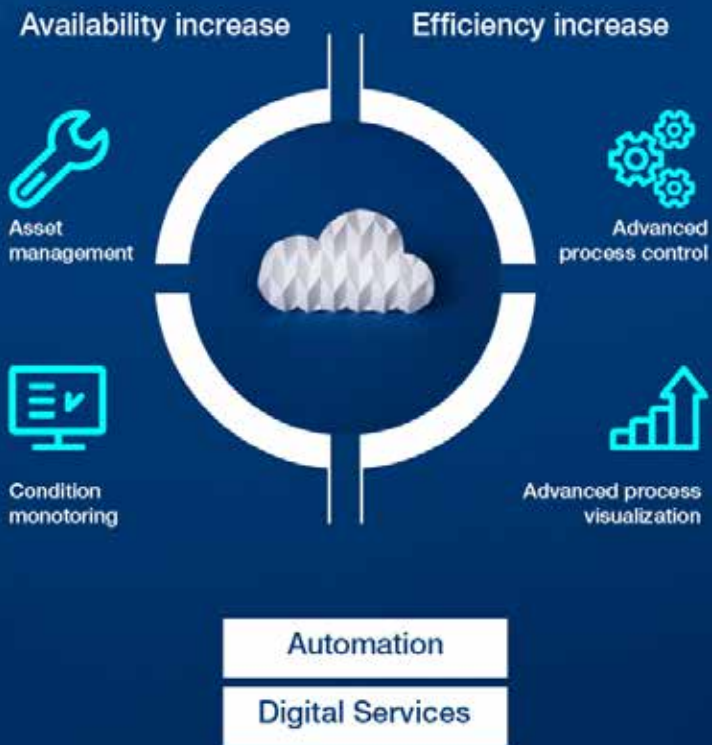 Availability increase
Efficiency increase
Asset
management
Advanced
process control
Condition
monotoring
Advanced process
visualization
Automation
Digital Services